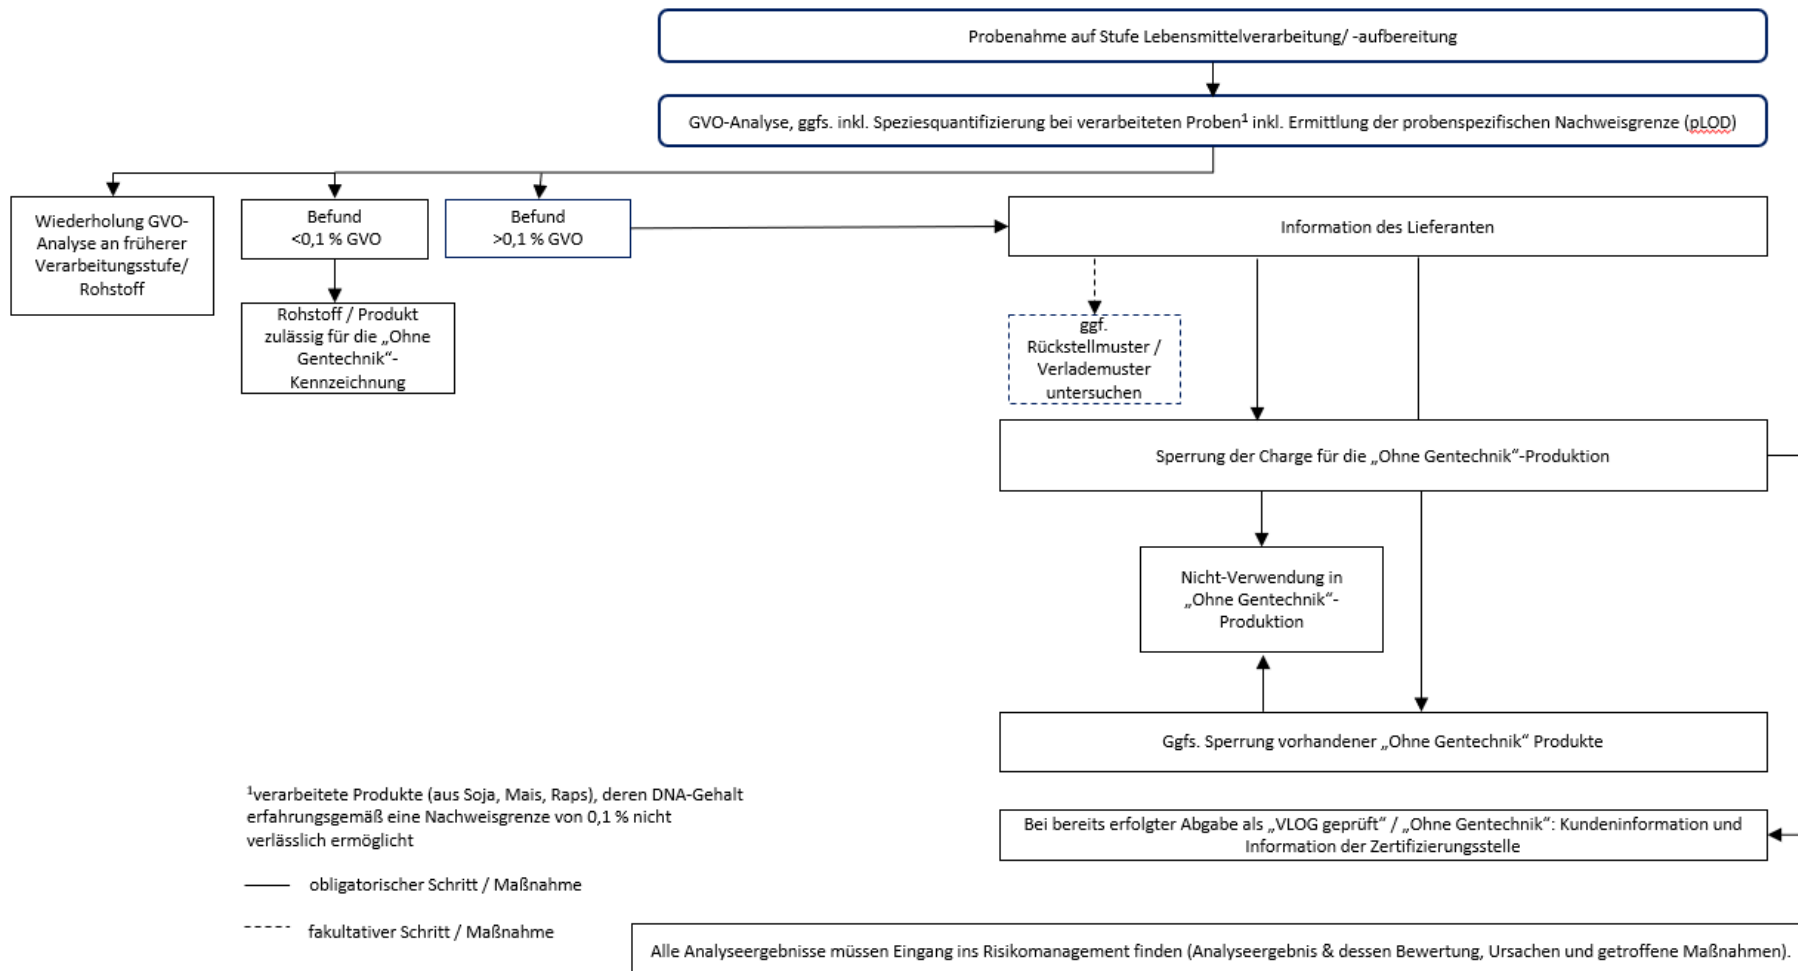 Probenahme auf Stufe Lebensmittelverarbeitung/ -aufbereitung
GVO-Analyse, ggfs. inkl. Speziesquantifizierung bei verarbeiteten Proben¹ inkl. Ermittlung der probenspezifischen Nachweisgrenze (pLOD)
Wiederholung GVO-
Analyse an früherer
Verarbeitungsstufe/
Rohstoff
Befund
<0,1 % GVO
Befund
>0,1 % GVO
Information des Lieferanten
Rohstoff / Produkt
zulässig für die „Ohne
Gentechnik“-
Kennzeichnung
ggf.
Rückstellmuster /
Verlademuster
untersuchen
Sperrung der Charge für die „Ohne Gentechnik“-Produktion
Nicht-Verwendung in
„Ohne Gentechnik“-
Produktion
Ggfs. Sperrung vorhandener „Ohne Gentechnik“ Produkte
Bei bereits erfolgter Abgabe als „VLOG geprüft“ / „Ohne Gentechnik“: Kundeninformation und
Information der Zertifizierungsstelle
¹verarbeitete Produkte (aus Soja, Mais, Raps), deren DNA-Gehalt
erfahrungsgemäß eine Nachweisgrenze von 0,1 % nicht
verlässlich ermöglicht
obligatorischer Schritt / Maßnahme
fakultativer Schritt / Maßnahme
Alle Analyseergebnisse müssen Eingang ins Risikomanagement finden (Analyseergebnis & dessen Bewertung, Ursachen und getroffene Maßnahmen).